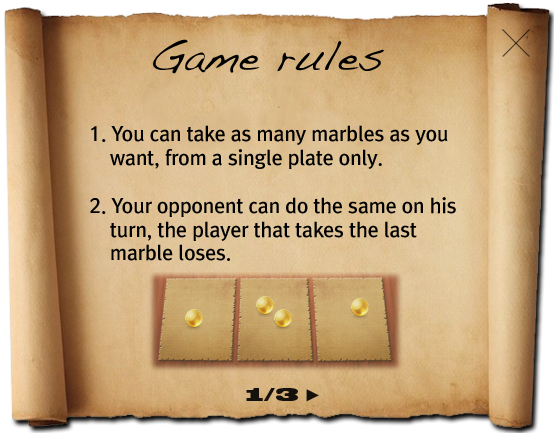 Game rules
1. You can take as many marbles as you
want, from a single plate only.
2. Your opponent can do the same on his
turn, the player that takes the last
marble loses.
1/3